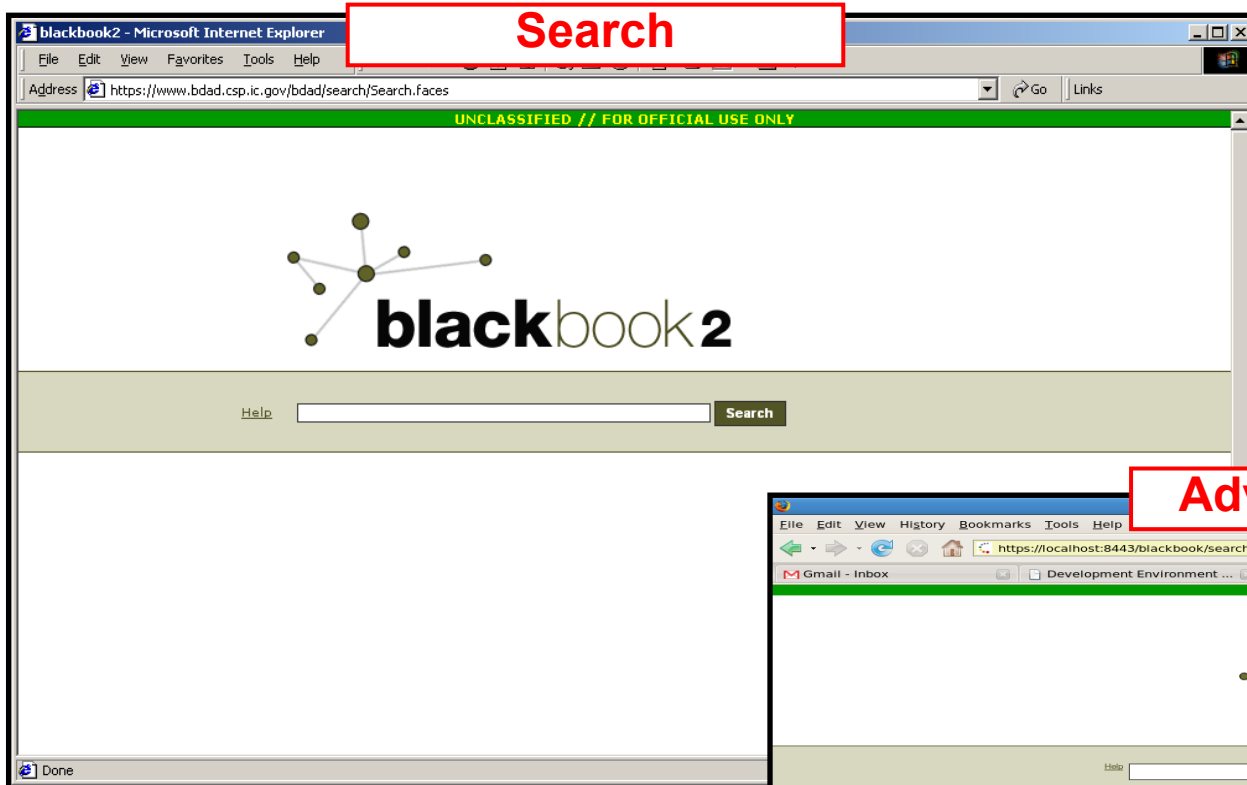 Search
blackbook2 - Microsoft Internet Explorer
File Edit View Favorites Tools Help
Address https://www.bdad.csp.ic.gov/bdad/search/Search.faces Go Links
UNCLASSIFIED // FOR OFFICIAL USE ONLY
blackbook2
Help Search
Adv
File Edit View History Bookmarks Tools Help
https://localhost:8443/blackbook/search
Gmail - Inbox Development Environment ...
Help
Done